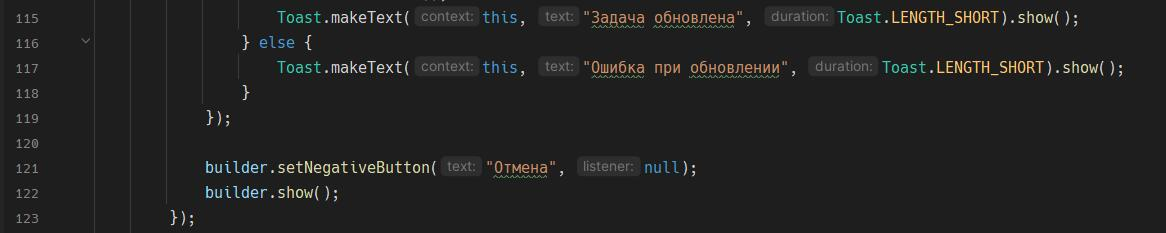 115 Toast.makeText( context: this, text: "Задача обновлена", duration: Toast.LENGTH_SHORT).show();
116 } else {
117 Toast.makeText( context: this, text: "Ошибка при обновлении", duration: Toast.LENGTH_SHORT).show();
118 }
119 });
120
121 builder.setNegativeButton( text: "Отмена", listener: null);
122 builder.show();
123 });